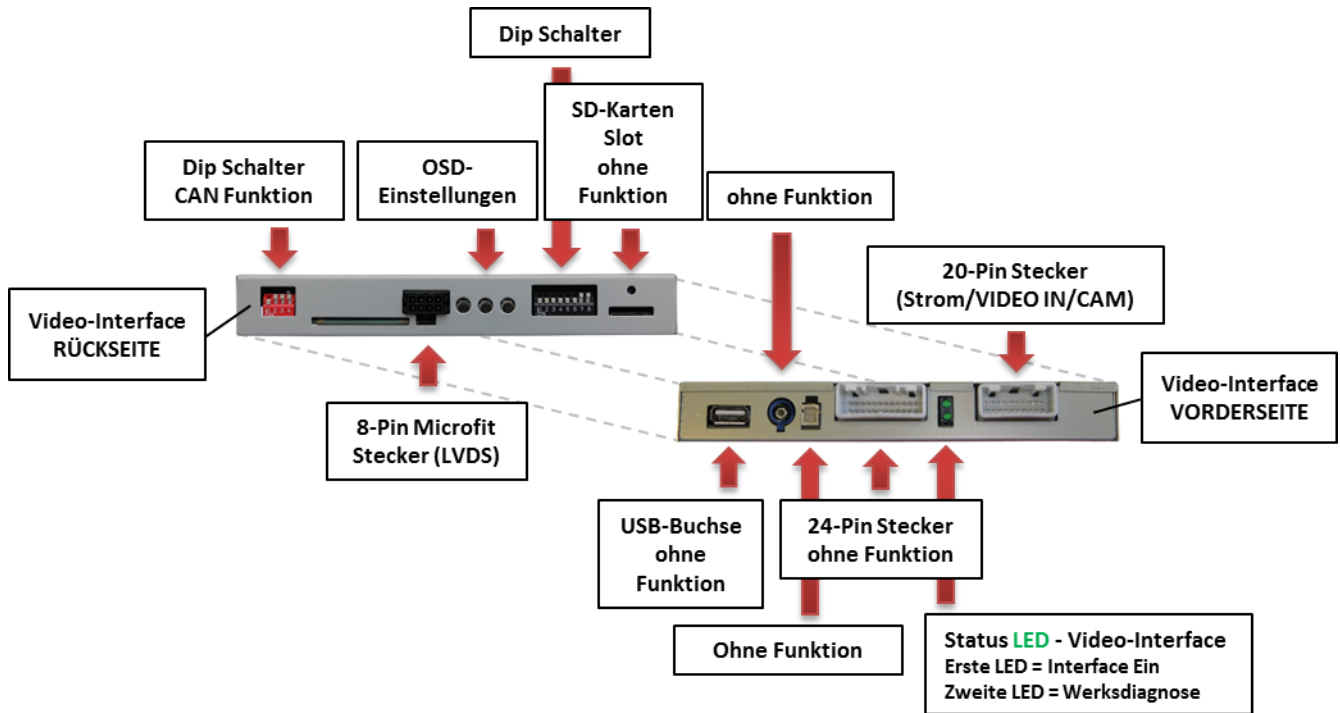 Dip Schalter
SD-Karten
Slot
ohne
Funktion
Dip Schalter
CAN Funktion
OSD-
Einstellungen
ohne Funktion
20-Pin Stecker
(Strom/VIDEO IN/CAM)
Video-Interface
RÜCKSEITE
Video-Interface
VORDERSEITE
8-Pin Microfit
Stecker (LVDS)
USB-Buchse
ohne
Funktion
24-Pin Stecker
ohne Funktion
Ohne Funktion
Status LED - Video-Interface
Erste LED = Interface Ein
Zweite LED = Werksdiagnose